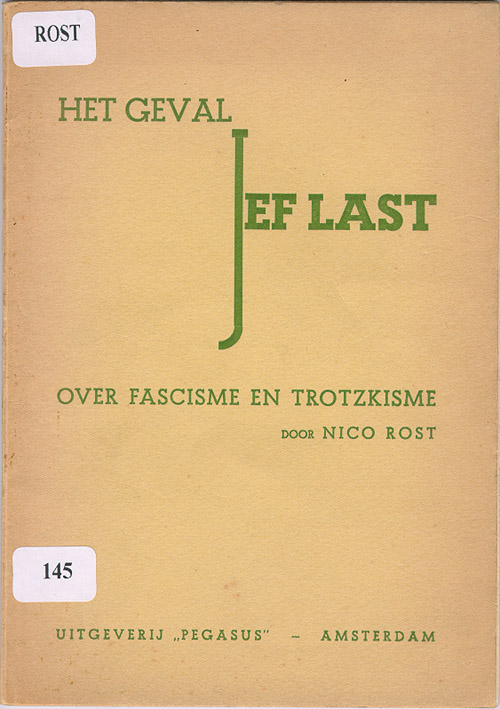 ROST
HET GEVAL
JEF LAST
OVER FASCISME EN TROTZKISME
DOOR NICO ROST
145
UITGEVERIJ „PEGASUS” – AMSTERDAM